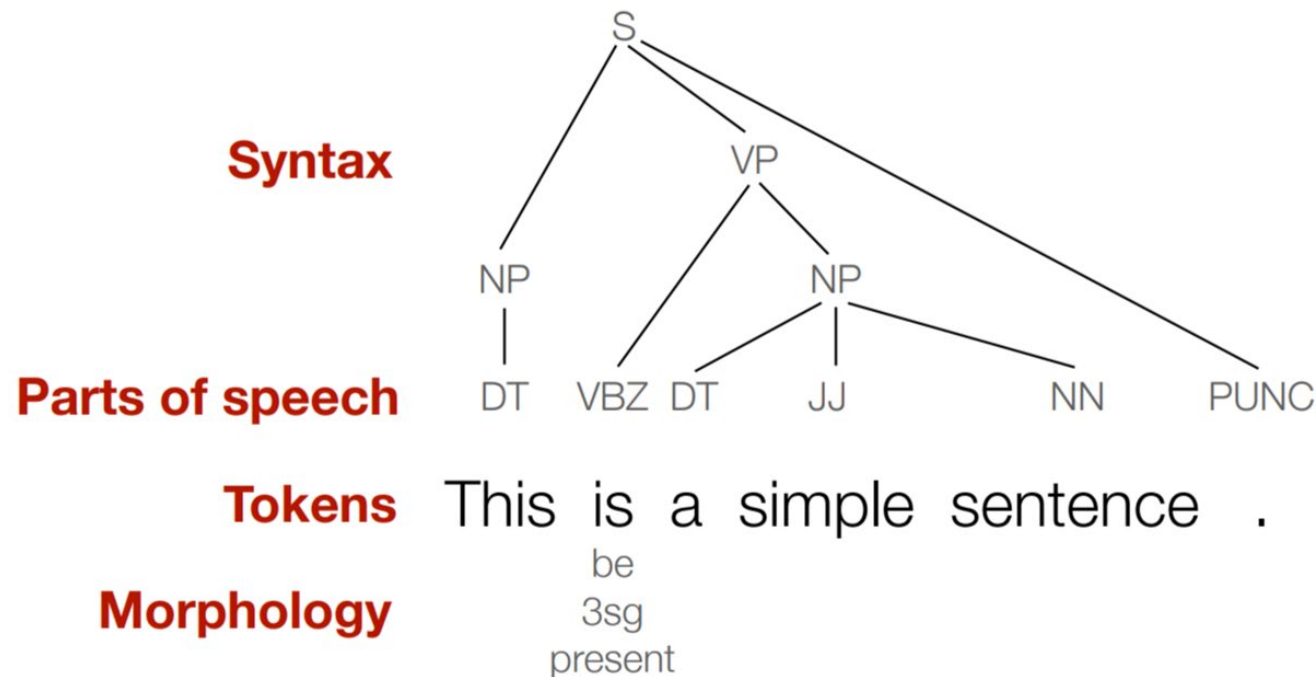 S
Syntax VP
NP NP
Parts of speech DT VBZ DT JJ NN PUNC
Tokens This is a simple sentence .
be
Morphology 3sg
present